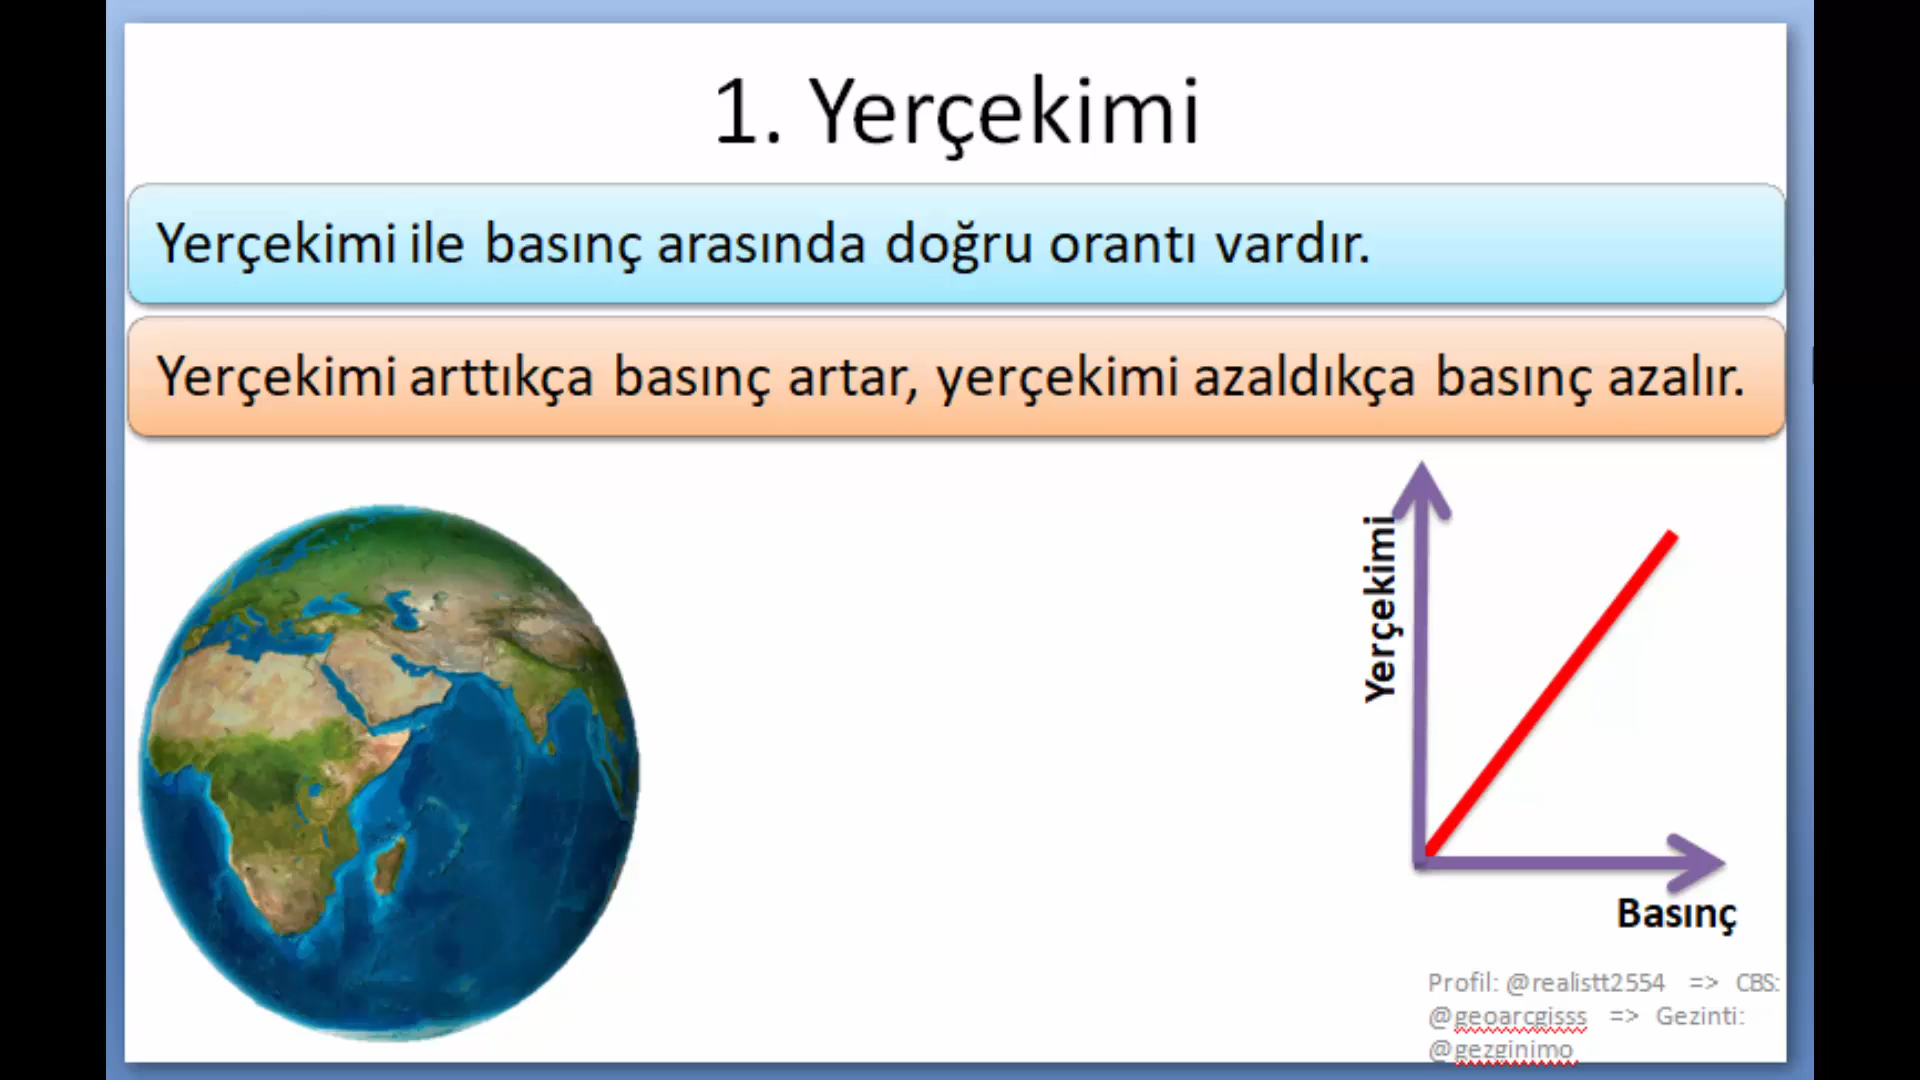 1. Yerçekimi
Yerçekimi ile basınç arasında doğru orantı vardır.
Yerçekimi arttıkça basınç artar, yerçekimi azaldıkça basınç azalır.
Yerçekimi
Basınç
Profil: @realistt2554 => CBS:
@geoarcgisss => Gezinti:
@gezginimo